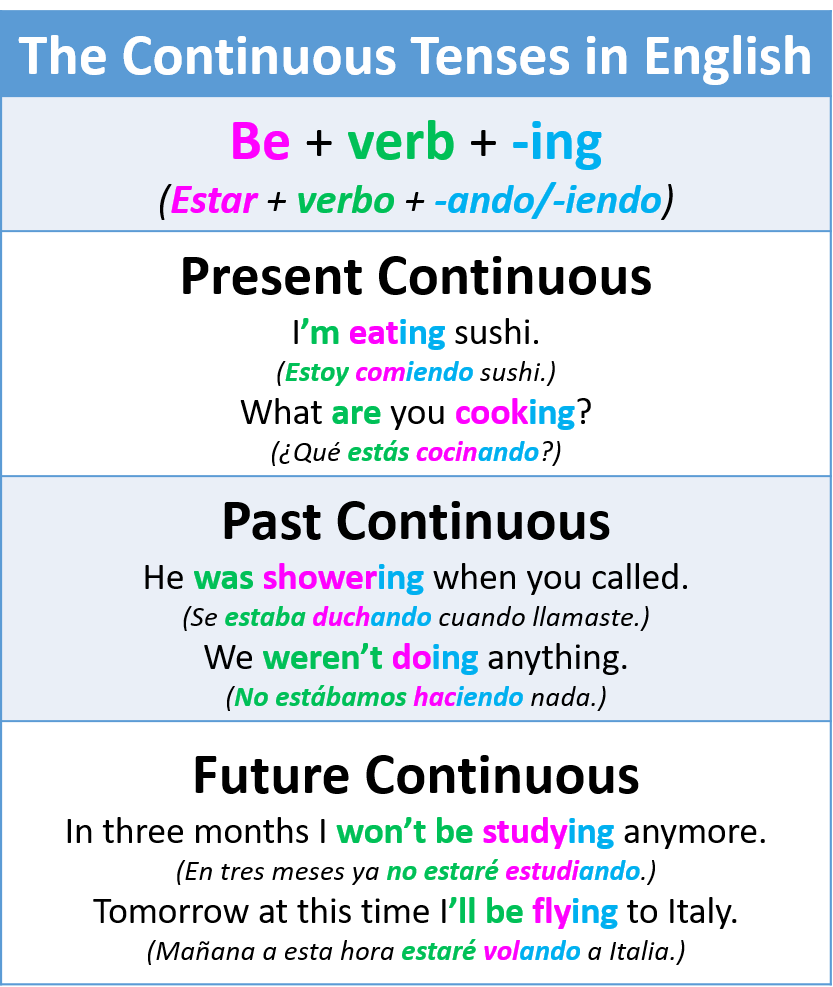 The Continuous Tenses in English
Be + verb + -ing
(Estar + verbo + -ando/-iendo)
Present Continuous
I’m eating sushi.
(Estoy comiendo sushi.)
What are you cooking?
(¿Qué estás cocinando?)
Past Continuous
He was showering when you called.
(Se estaba duchando cuando llamaste.)
We weren’t doing anything.
(No estábamos haciendo nada.)
Future Continuous
In three months I won’t be studying anymore.
(En tres meses ya no estaré estudiando.)
Tomorrow at this time I’ll be flying to Italy.
(Mañana a esta hora estaré volando a Italia.)